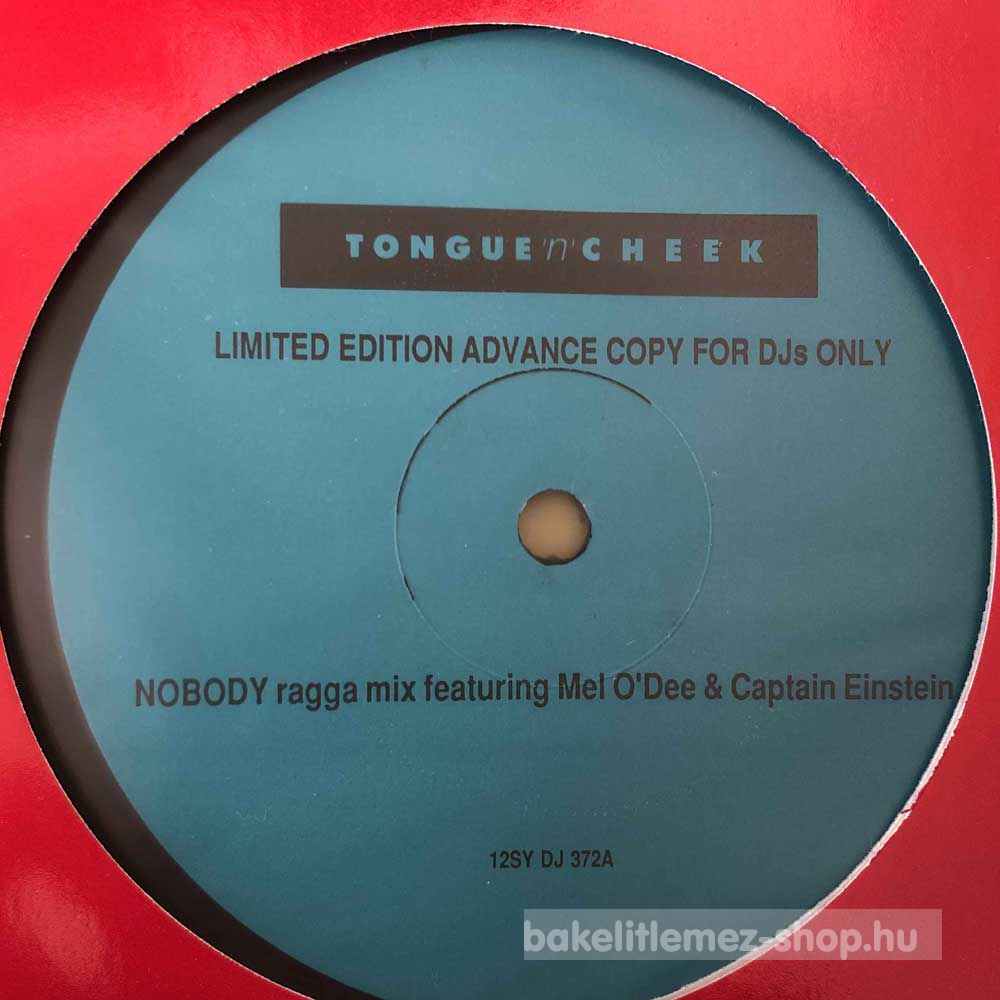 TONGUE'n'CHEEK
LIMITED EDITION ADVANCE COPY FOR DJs ONLY
NOBODY ragga mix featuring Mel O'Dee & Captain Einstein
12SY DJ 372A
bakelitlemez-shop.hu